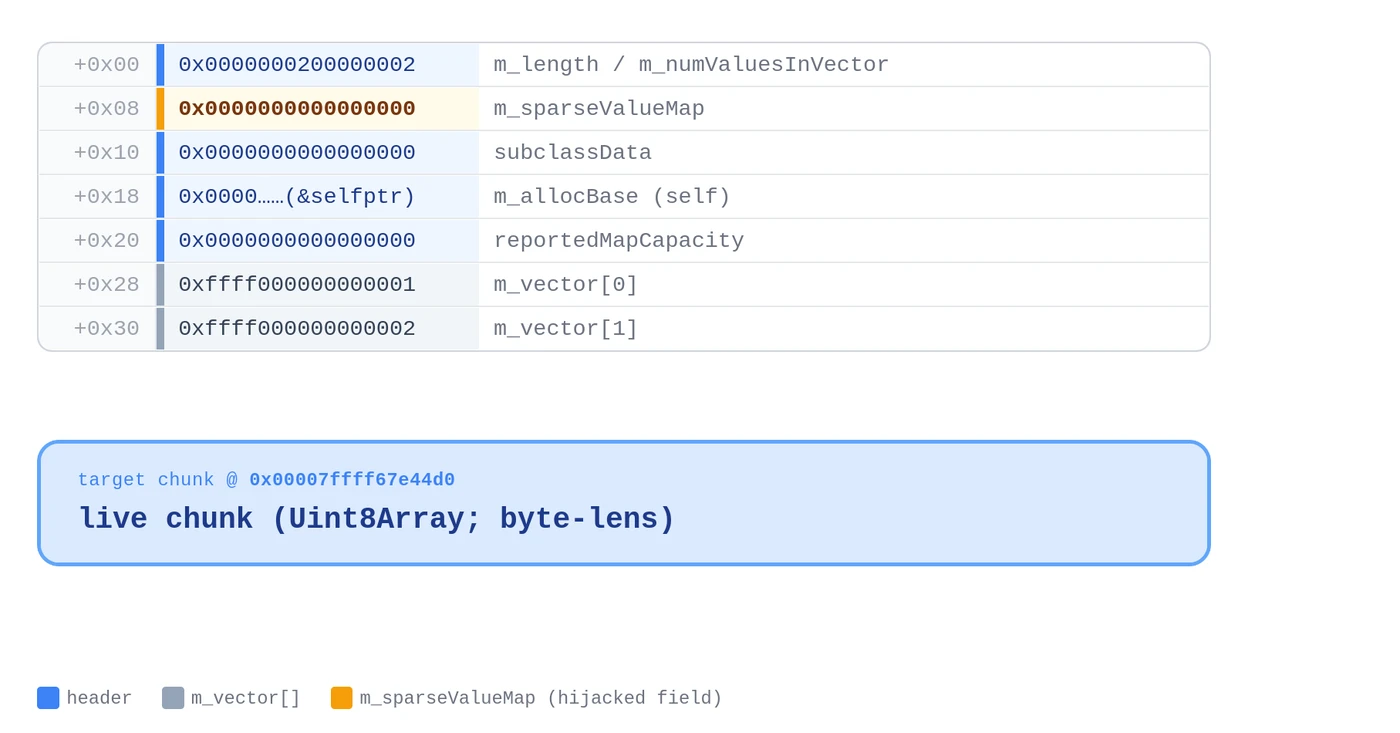 +0x00 0x0000000200000002 m_length / m_numValuesInVector
+0x08 0x0000000000000000 m_sparseValueMap
+0x10 0x0000000000000000 subclassData
+0x18 0x0000……(&selfptr) m_allocBase (self)
+0x20 0x0000000000000000 reportedMapCapacity
+0x28 0xffff000000000001 m_vector[0]
+0x30 0xffff000000000002 m_vector[1]
target chunk @ 0x00007ffff67e44d0
live chunk (Uint8Array; byte-lens)
header m_vector[] m_sparseValueMap (hijacked field)